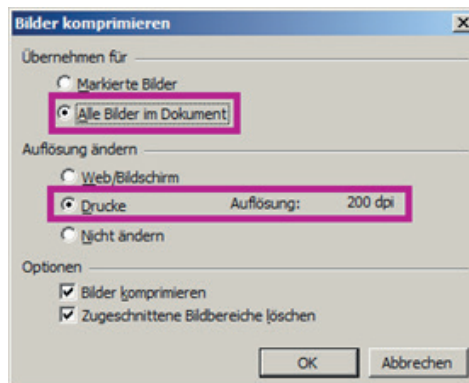 Bilder komprimieren
Übernehmen für
Markierte Bilder
Alle Bilder im Dokument
Auflösung ändern
Web/Bildschirm
Drucke Auflösung: 200 dpi
Nicht ändern
Optionen
Bilder komprimieren
Zugeschnittene Bildbereiche löschen
OK Abbrechen